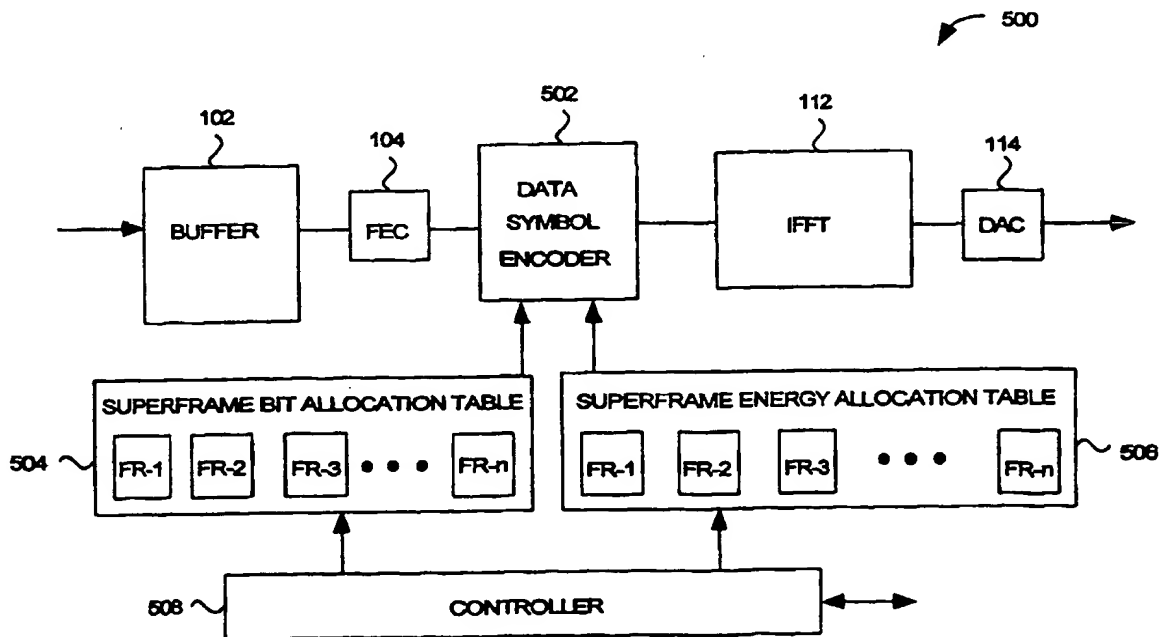 500
102
104
502
112
114
BUFFER
FEC
DATA
SYMBOL
ENCODER
IFFT
DAC
SUPERFRAME BIT ALLOCATION TABLE
FR-1 FR-2 FR-3 • • • FR-n
504
SUPERFRAME ENERGY ALLOCATION TABLE
FR-1 FR-2 FR-3 • • • FR-n
506
508
CONTROLLER